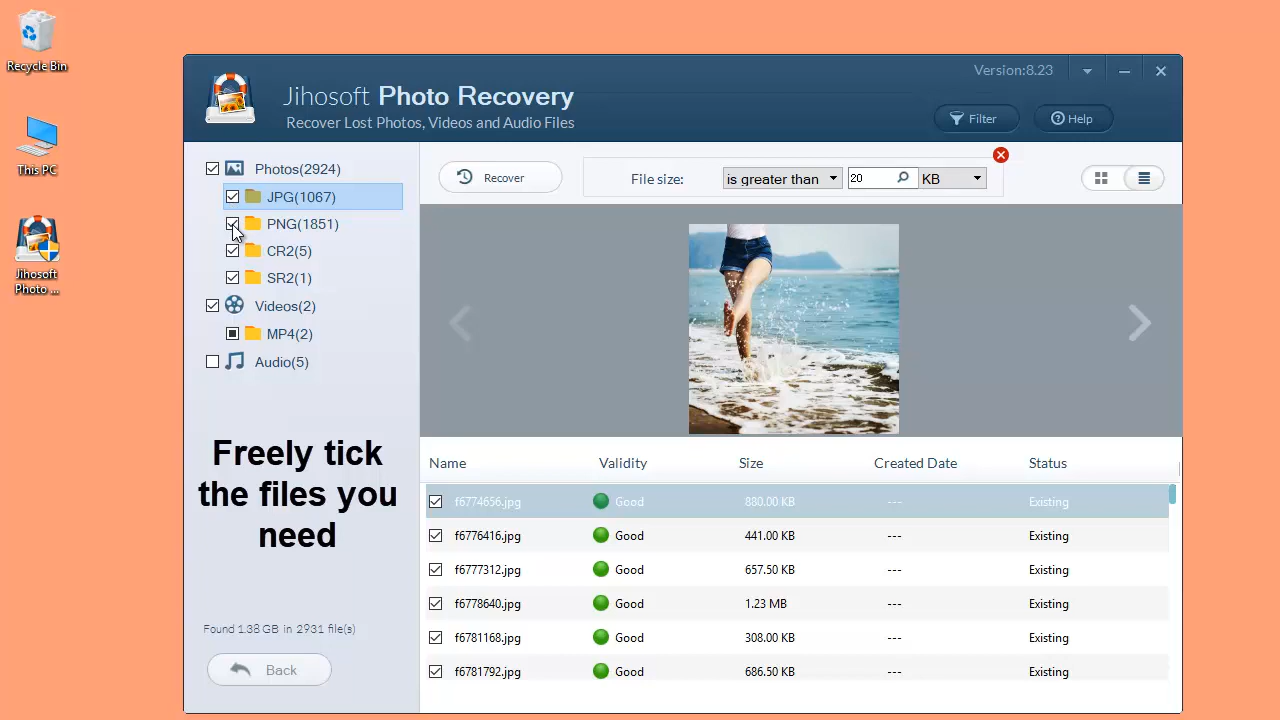 Recycle Bin
This PC
Jihosoft
Photo ...
Version:8.23
Jihosoft Photo Recovery
Recover Lost Photos, Videos and Audio Files
Filter
Help
Photos(2924)
JPG(1067)
PNG(1851)
CR2(5)
SR2(1)
Videos(2)
MP4(2)
Audio(5)
Freely tick
the files you
need
Found 1.38 GB in 2931 file(s)
Back
Recover
File size: is greater than 20 KB
Name Validity Size Created Date Status
f6774656.jpg Good 880.00 KB --- Existing
f6776416.jpg Good 441.00 KB --- Existing
f6777312.jpg Good 657.50 KB --- Existing
f6778640.jpg Good 1.23 MB --- Existing
f6781168.jpg Good 308.00 KB --- Existing
f6781792.jpg Good 686.50 KB --- Existing